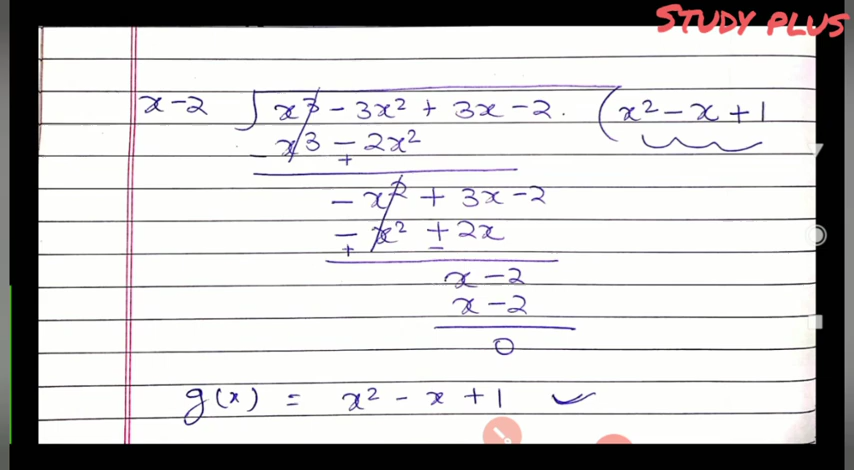 STUDY PLUS
x-2 ) x³ - 3x² + 3x - 2. ( x² - x + 1
- x³ - 2x²
+
- x² + 3x - 2
- x² + 2x
+ -
x - 2
x - 2
0
g(x) = x² - x + 1 ✓